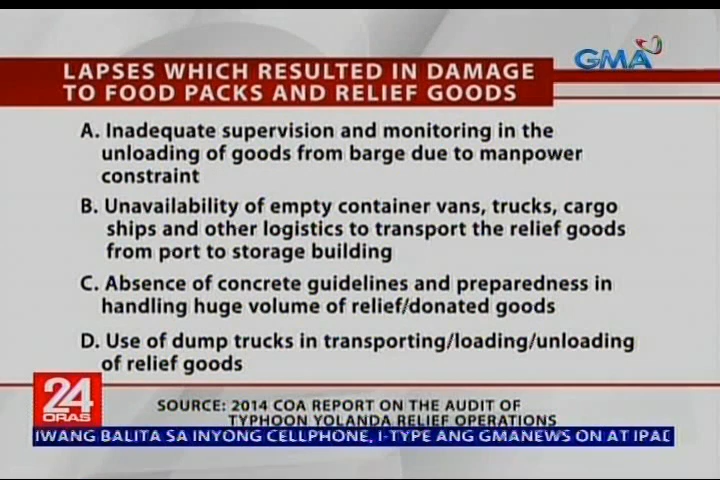 GMA
LAPSES WHICH RESULTED IN DAMAGE
TO FOOD PACKS AND RELIEF GOODS
A. Inadequate supervision and monitoring in the
unloading of goods from barge due to manpower
constraint
B. Unavailability of empty container vans, trucks, cargo
ships and other logistics to transport the relief goods
from port to storage building
C. Absence of concrete guidelines and preparedness in
handling huge volume of relief/donated goods
D. Use of dump trucks in transporting/loading/unloading
of relief goods
24
ORAS
SOURCE: 2014 COA REPORT ON THE AUDIT OF
TYPHOON YOLANDA RELIEF OPERATIONS
IWANG BALITA SA INYONG CELLPHONE, I-TYPE ANG GMANEWS ON AT IPAD